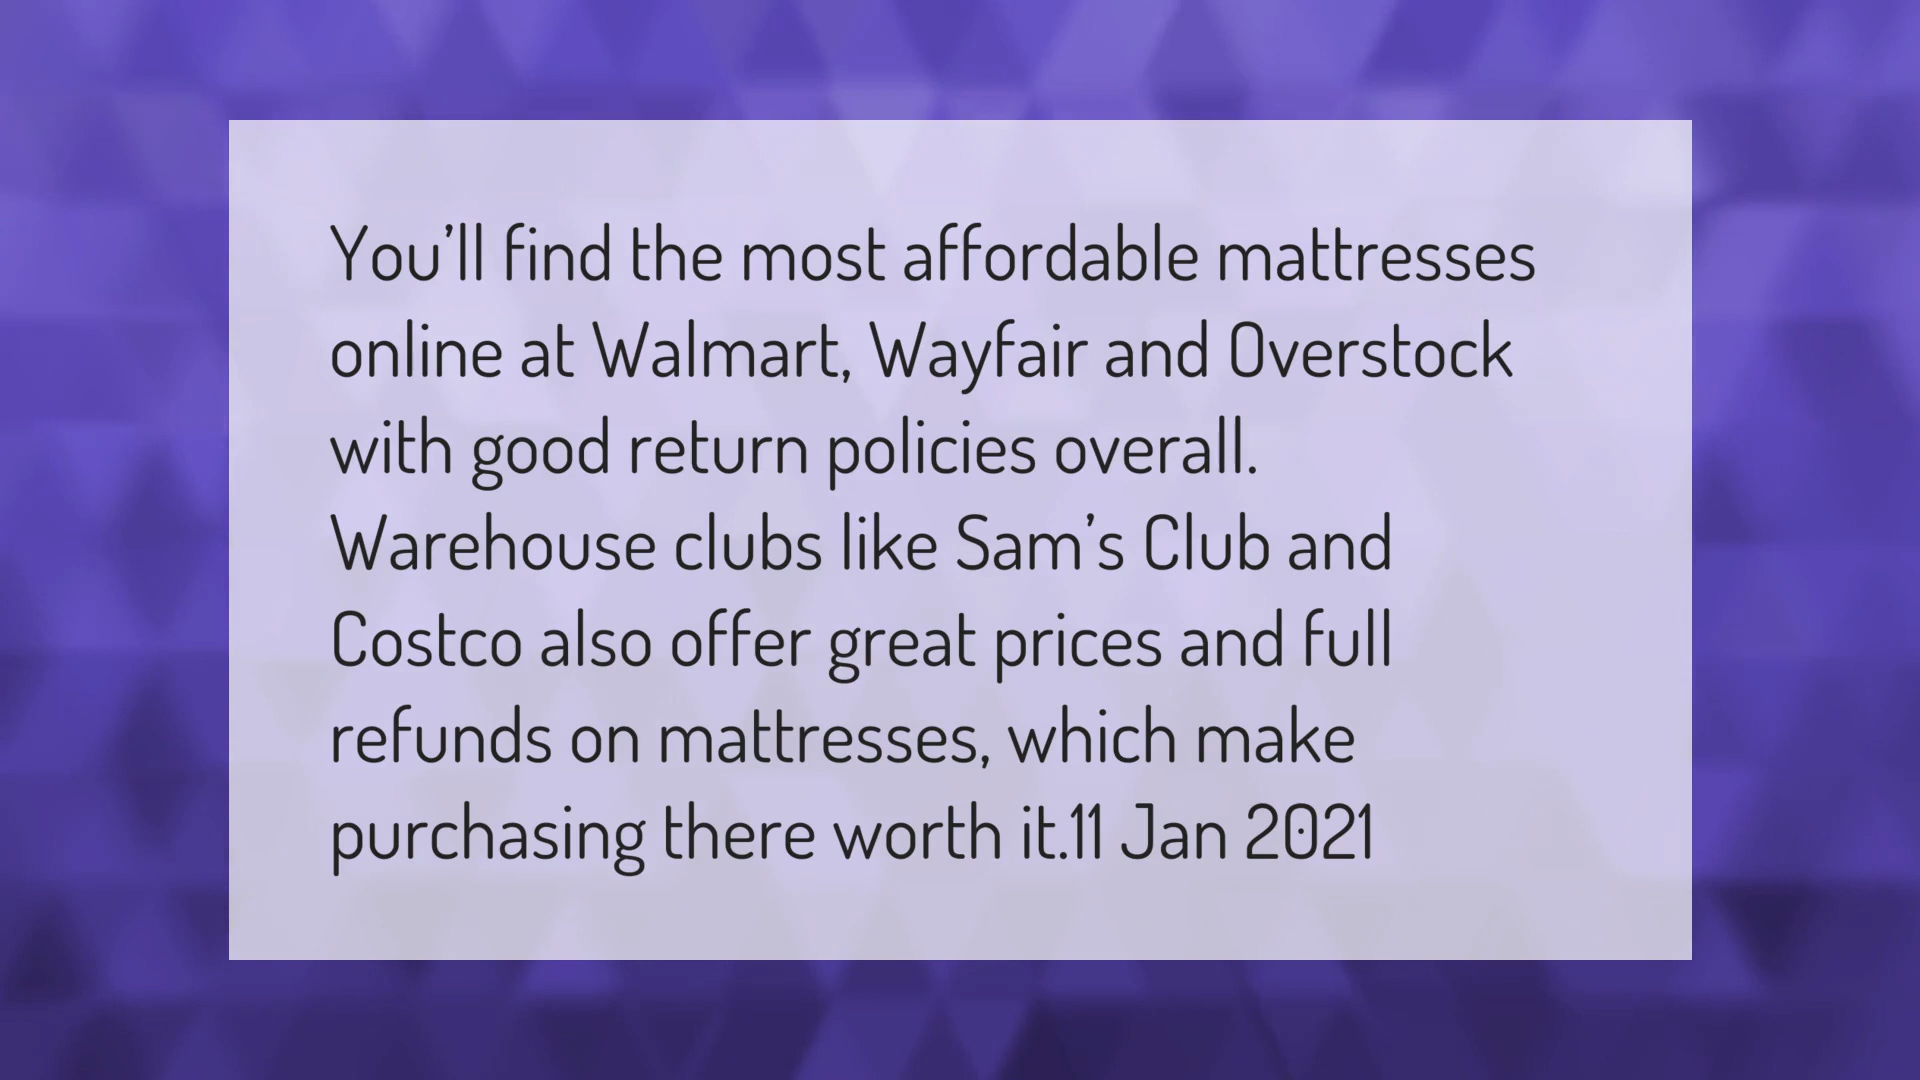 You'll find the most affordable mattresses
online at Walmart, Wayfair and Overstock
with good return policies overall.
Warehouse clubs like Sam's Club and
Costco also offer great prices and full
refunds on mattresses, which make
purchasing there worth it.11 Jan 2021